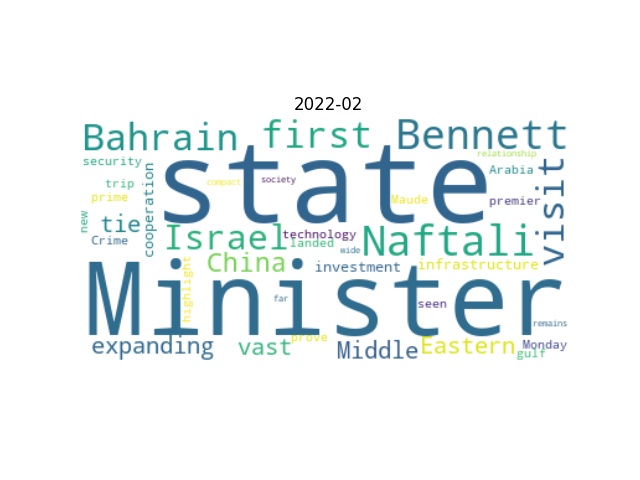 2022-02
Bahrain first Bennett
security state relationship
trip compact society Arabia visit
prime cooperation Maude premier
new tie Israel technology Naftali
Crime landed wide
China investment infrastructure
highlight Minister far seen
remains
expanding vast prove Middle Eastern Monday
gulf